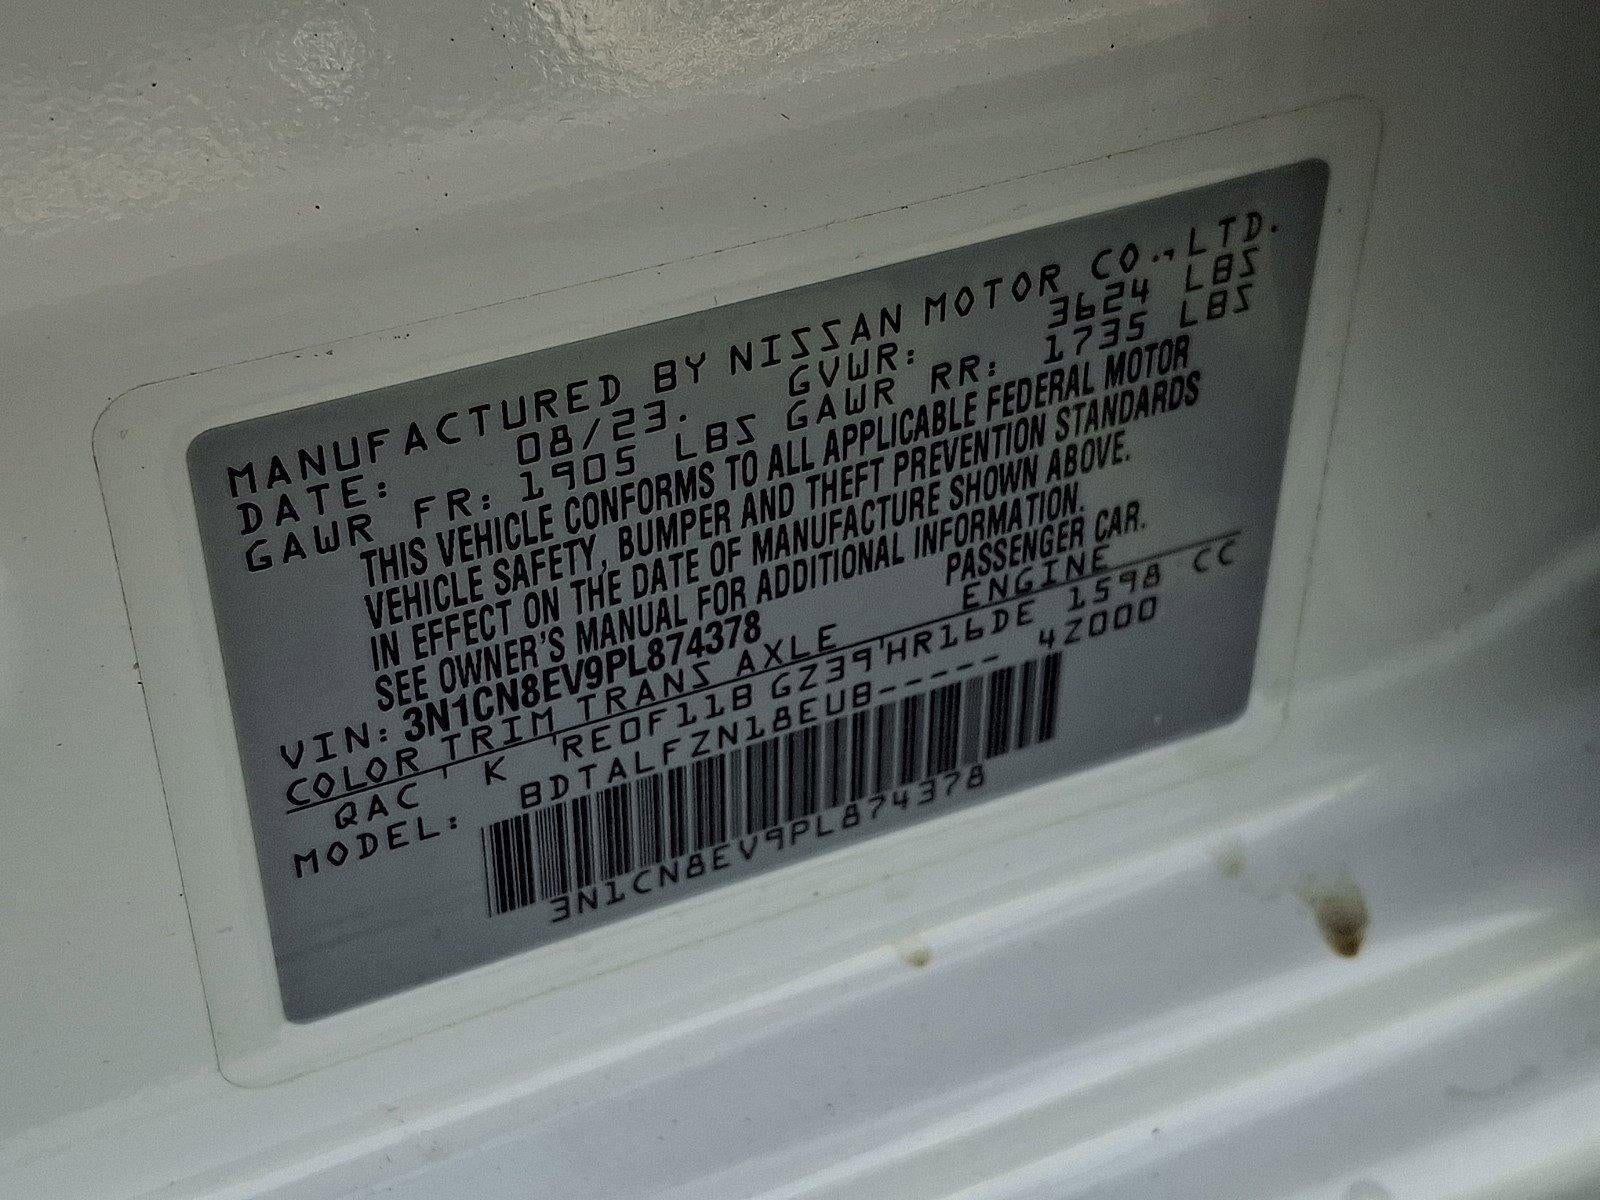 MANUFACTURED BY NISSAN MOTOR CO., LTD.
DATE: 08/23. GVWR: 3624 LBS
GAWR FR: 1905 LBS GAWR RR: 1735 LBS
THIS VEHICLE CONFORMS TO ALL APPLICABLE FEDERAL MOTOR
VEHICLE SAFETY, BUMPER AND THEFT PREVENTION STANDARDS
IN EFFECT ON THE DATE OF MANUFACTURE SHOWN ABOVE.
SEE OWNER'S MANUAL FOR ADDITIONAL INFORMATION.
VIN: 3N1CN8EV9PL874378 PASSENGER CAR.
COLOR TRIM TRANS AXLE ENGINE
QAC K RE0F11B GZ39 HR16DE 1598 CC
MODEL: BDTALFZN18EUB----- 4Z000
3N1CN8EV9PL874378